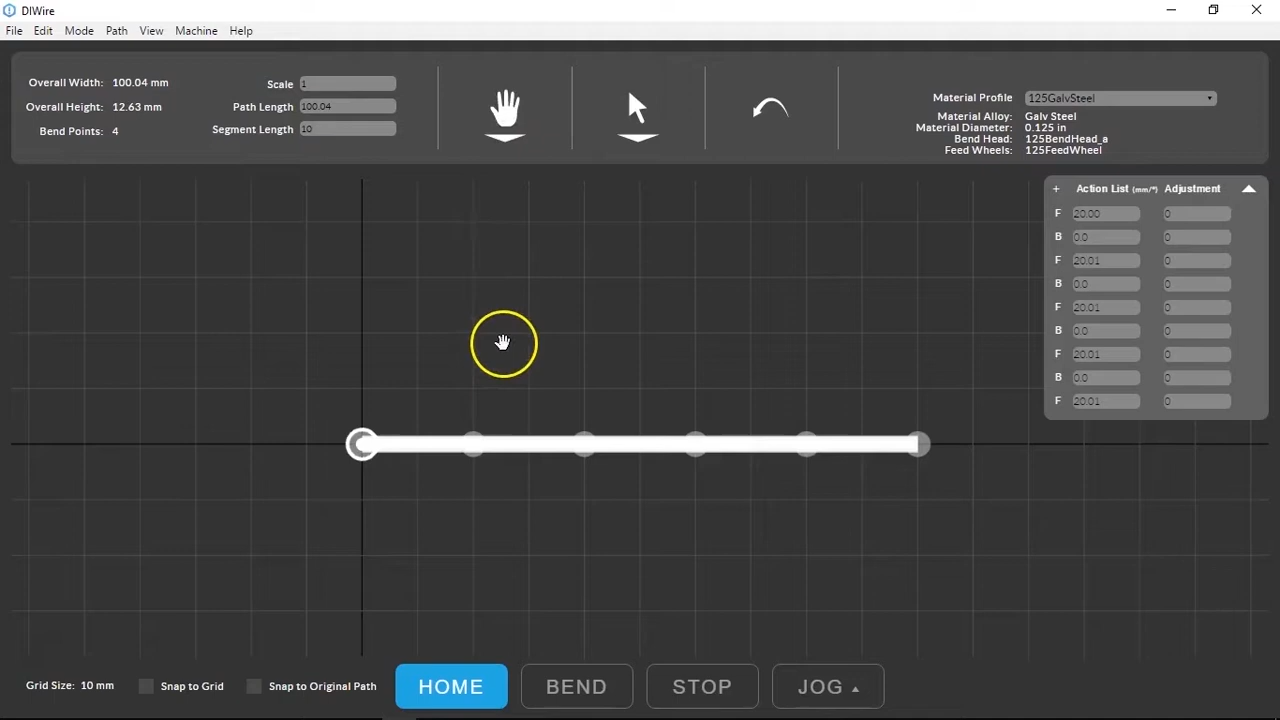 DIWire
File Edit Mode Path View Machine Help
Overall Width: 100.04 mm
Overall Height: 12.63 mm
Bend Points: 4
Scale 1
Path Length 100.04
Segment Length 10
Material Profile 125GalvSteel
Material Alloy: Galv Steel
Material Diameter: 0.125 in
Bend Head: 125BendHead_a
Feed Wheels: 125FeedWheel
+ Action List (mm/°) Adjustment
F 20.00 0
B 0.0 0
F 20.01 0
B 0.0 0
F 20.01 0
B 0.0 0
F 20.01 0
B 0.0 0
F 20.01 0
Grid Size: 10 mm Snap to Grid Snap to Original Path HOME BEND STOP JOG